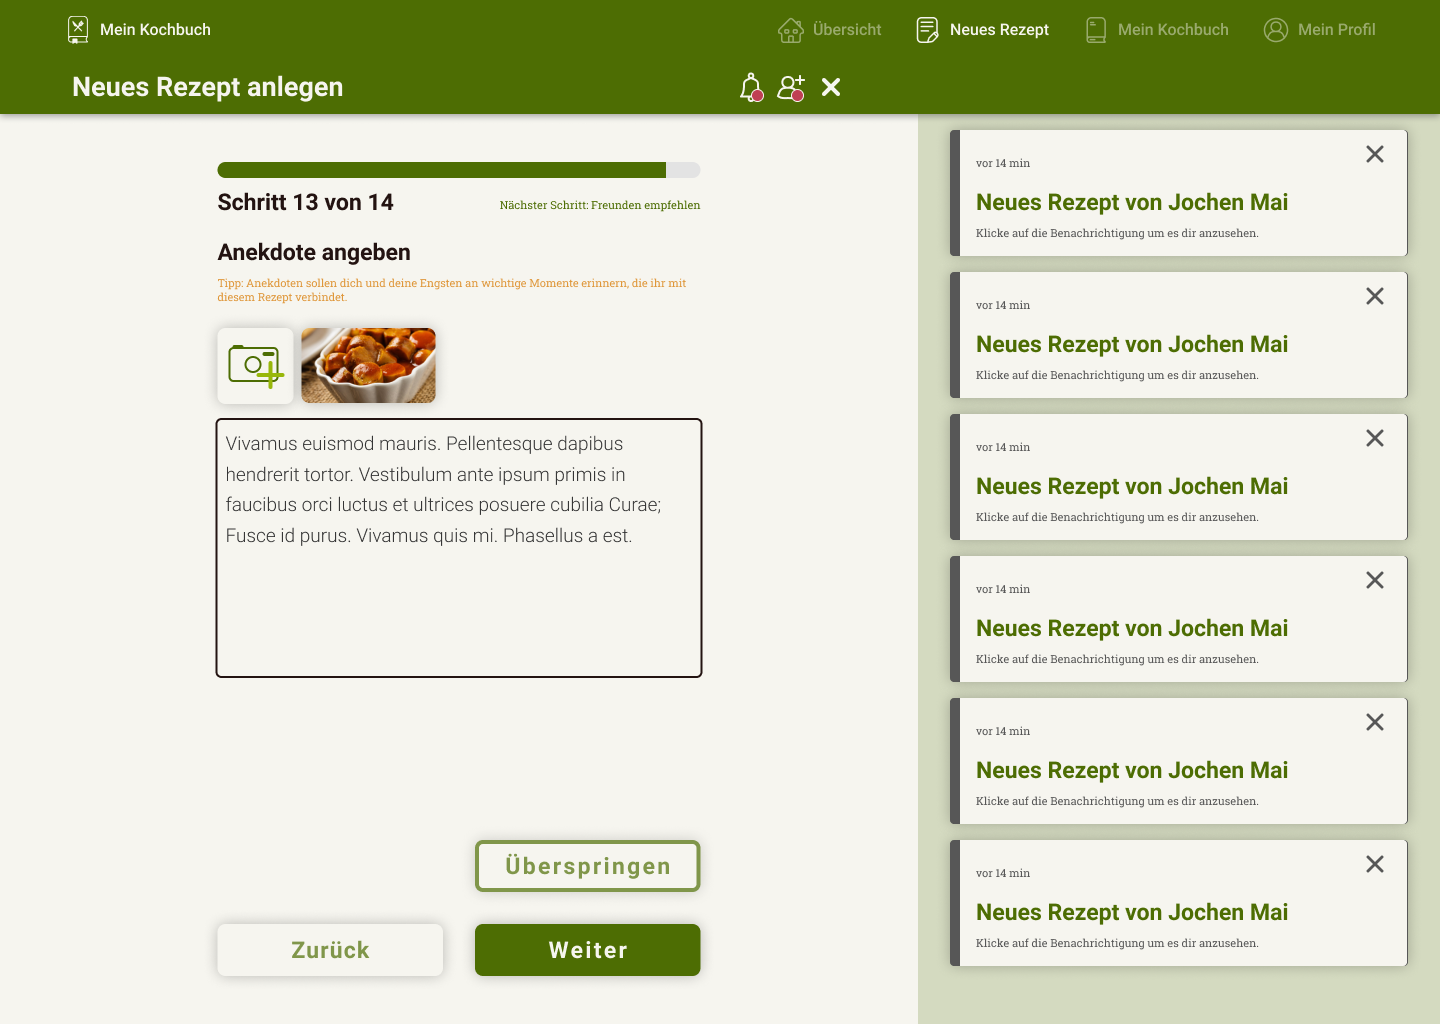 Mein Kochbuch
Übersicht
Neues Rezept
Mein Kochbuch
Mein Profil
Neues Rezept anlegen
Schritt 13 von 14
Nächster Schritt: Freunden empfehlen
Anekdote angeben
Tipp: Anekdoten sollen dich und deine Engsten an wichtige Momente erinnern, die ihr mit
diesem Rezept verbindet.
Vivamus euismod mauris. Pellentesque dapibus
hendrerit tortor. Vestibulum ante ipsum primis in
faucibus orci luctus et ultrices posuere cubilia Curae;
Fusce id purus. Vivamus quis mi. Phasellus a est.
Überspringen
Zurück
Weiter
vor 14 min
Neues Rezept von Jochen Mai
Klicke auf die Benachrichtigung um es dir anzusehen.
vor 14 min
Neues Rezept von Jochen Mai
Klicke auf die Benachrichtigung um es dir anzusehen.
vor 14 min
Neues Rezept von Jochen Mai
Klicke auf die Benachrichtigung um es dir anzusehen.
vor 14 min
Neues Rezept von Jochen Mai
Klicke auf die Benachrichtigung um es dir anzusehen.
vor 14 min
Neues Rezept von Jochen Mai
Klicke auf die Benachrichtigung um es dir anzusehen.
vor 14 min
Neues Rezept von Jochen Mai
Klicke auf die Benachrichtigung um es dir anzusehen.